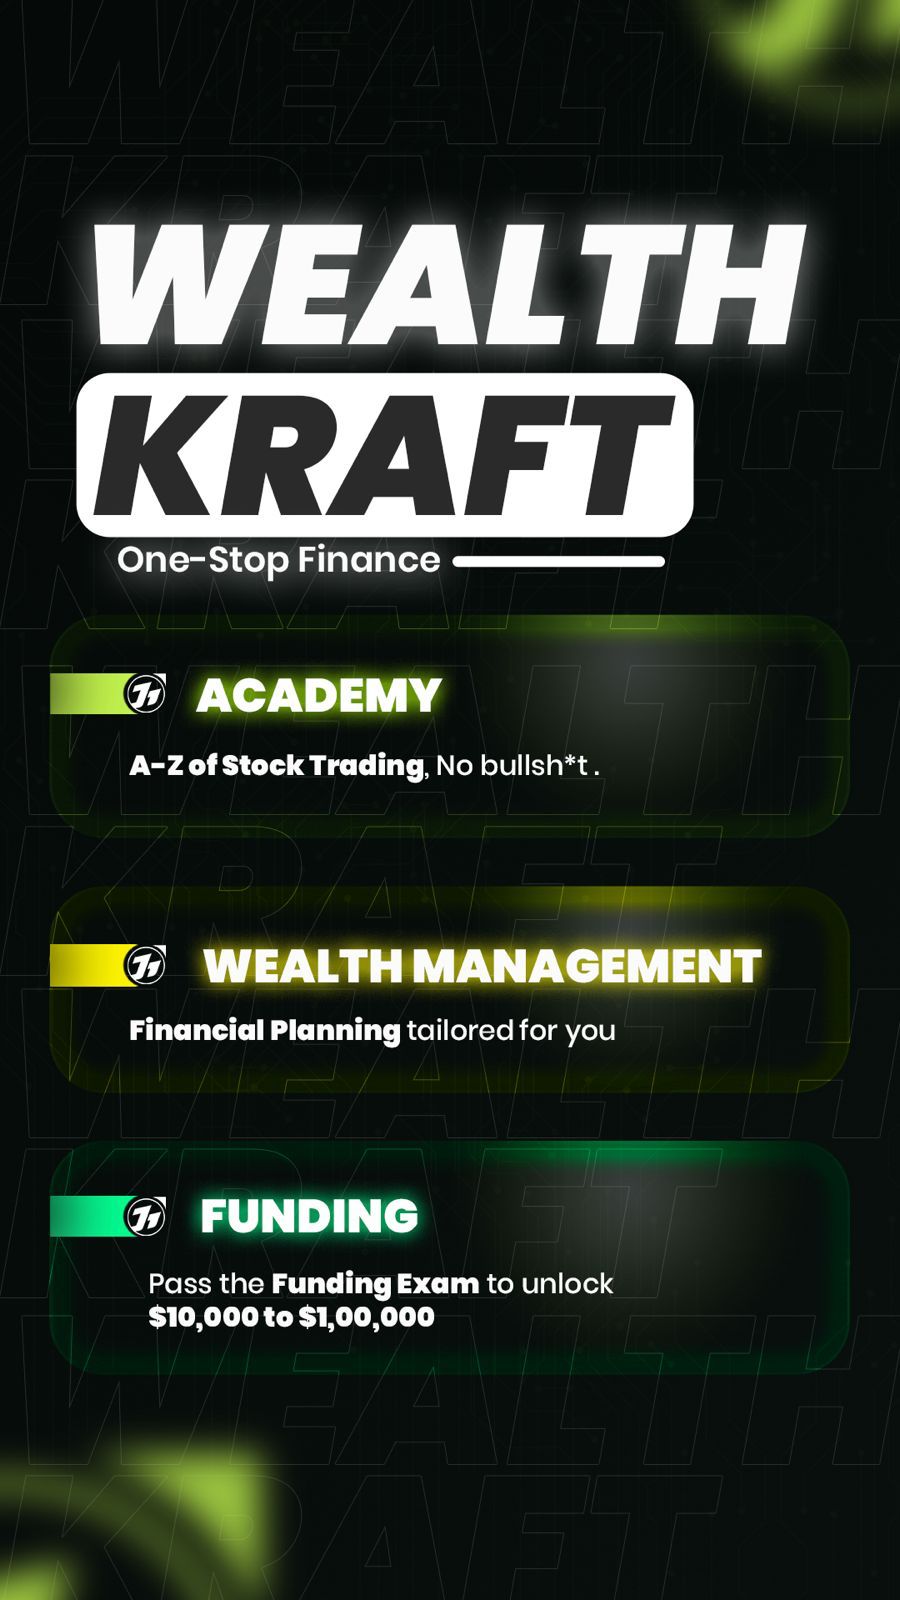 WEALTH
KRAFT
One-Stop Finance
ACADEMY
A-Z of Stock Trading, No bullsh*t .
WEALTH MANAGEMENT
Financial Planning tailored for you
FUNDING
Pass the Funding Exam to unlock
$10,000 to $1,00,000